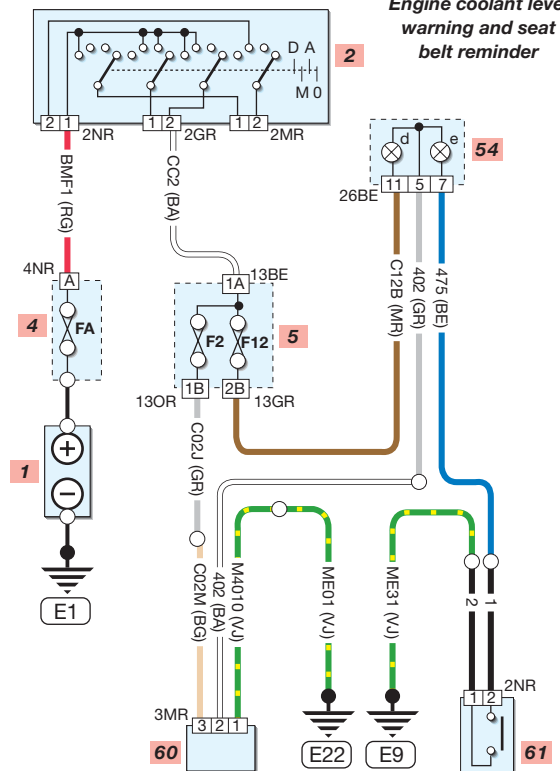 Engine coolant leve
warning and seat
belt reminder
D A
M 0
2
2 1 2NR
1 2 2GR
1 2 2MR
BMF1 (RG)
CC2 (BA)
d e
54
26BE 11 5 7
4NR A
4 FA
1A 13BE
F2 F12 5
13OR 1B 2B 13GR
C12B (MR)
402 (GR)
475 (BE)
+
1
−
E1
C02J (GR)
C02M (BG)
402 (BA)
M4010 (VJ)
ME01 (VJ)
ME31 (VJ)
2 1
3MR 3 2 1
60
E22 E9
2NR
1 2
61